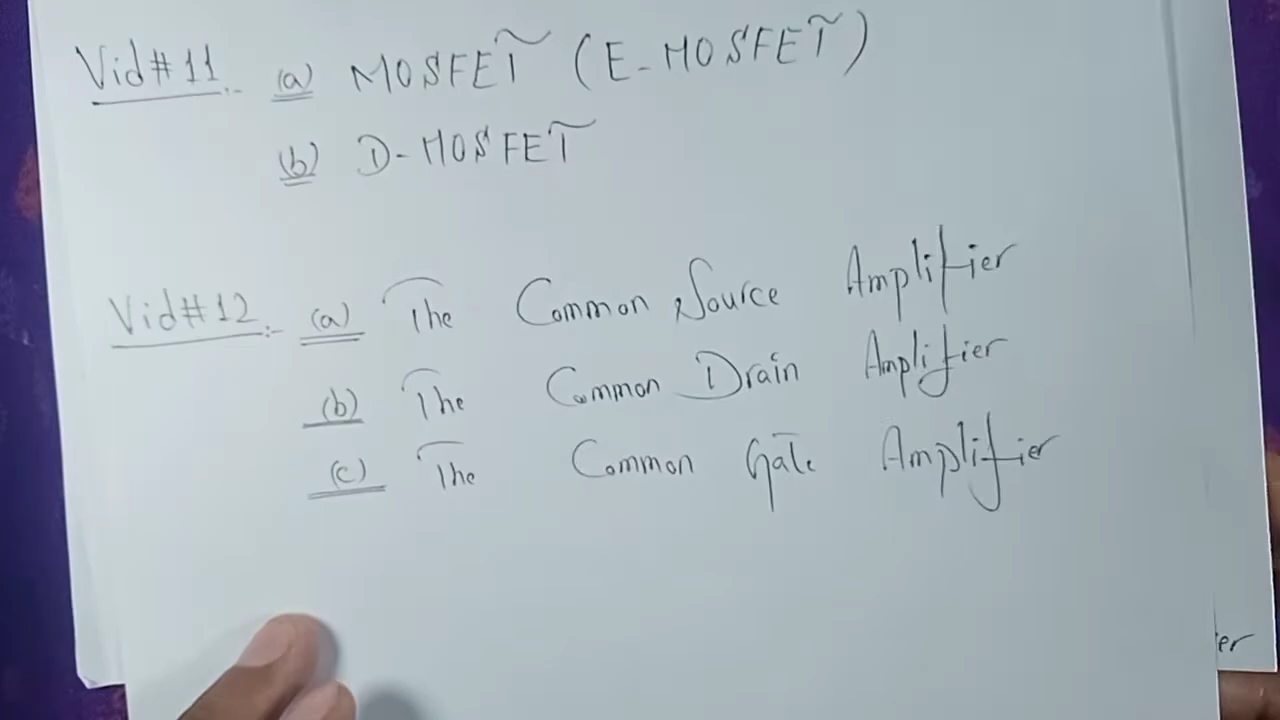 Vid#11:- (a) MOSFET (E-MOSFET)
(b) D-MOSFET
Vid#12:- (a) The Common Source Amplifier
(b) The Common Drain Amplifier
(c) The Common Gate Amplifier
er